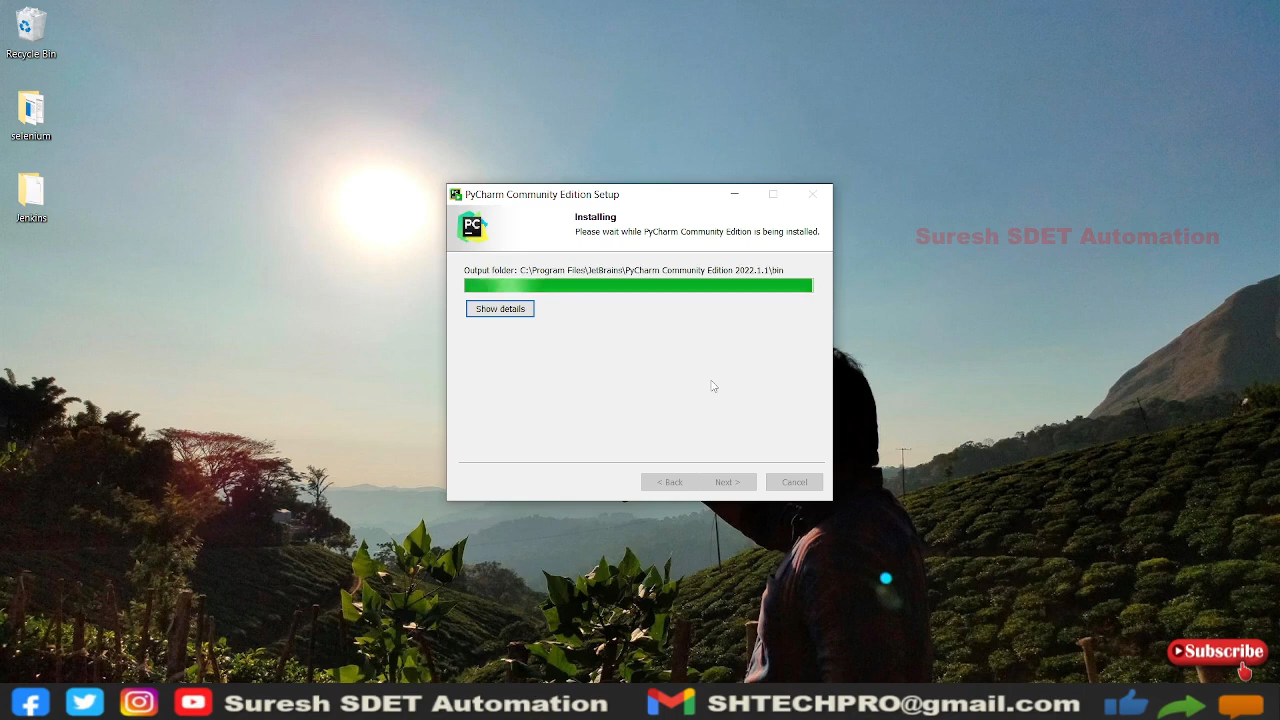 Recycle Bin
selenium
Jenkins
PyCharm Community Edition Setup
PC
Installing
Please wait while PyCharm Community Edition is being installed.
Output folder: C:\Program Files\JetBrains\PyCharm Community Edition 2022.1.1\bin
Show details
< Back
Next >
Cancel
Suresh SDET Automation
Subscribe
Suresh SDET Automation
SHTECHPRO@gmail.com